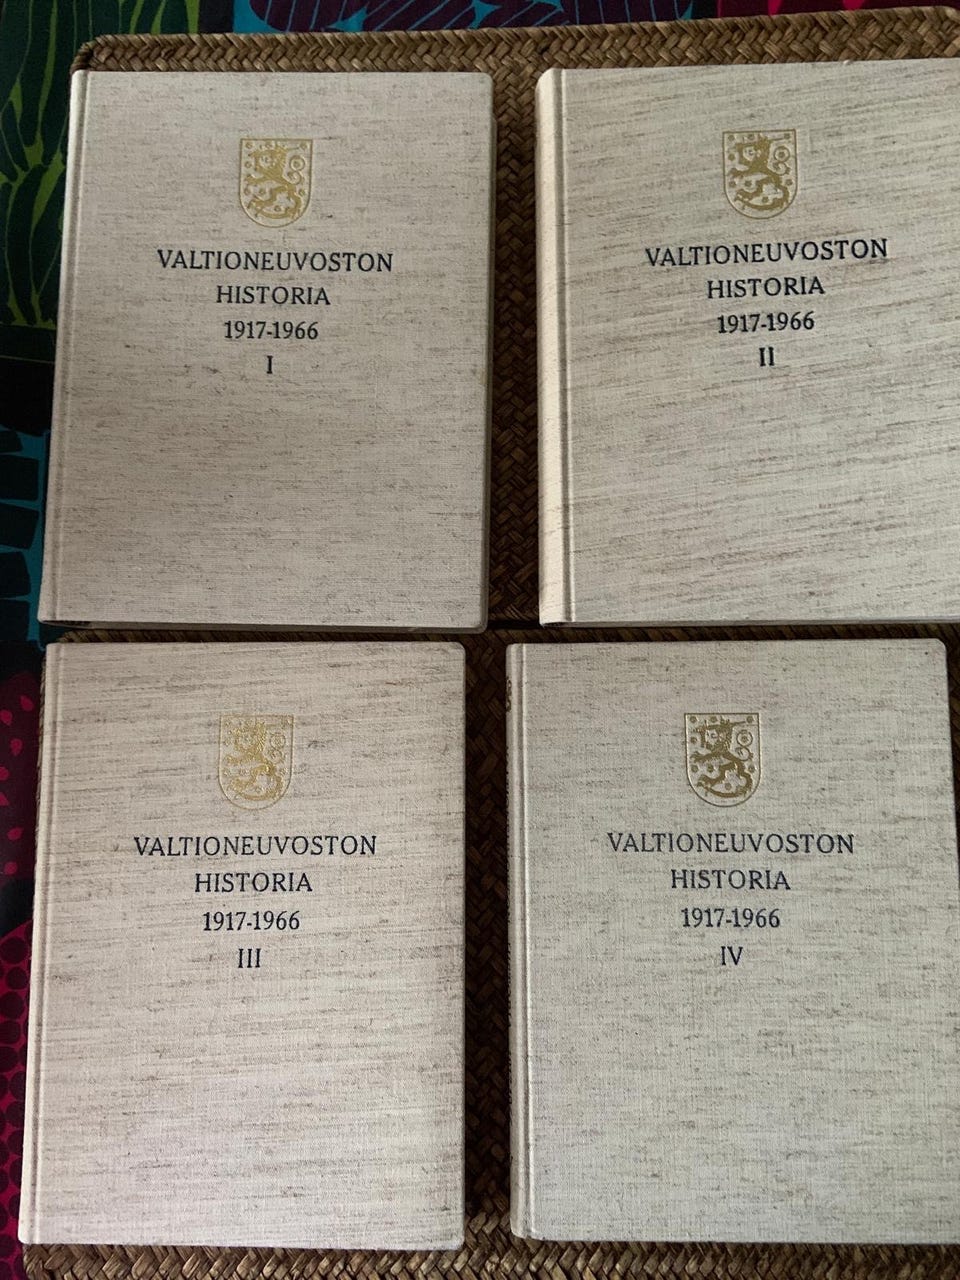 VALTIONEUVOSTON
HISTORIA
1917-1966
I
VALTIONEUVOSTON
HISTORIA
1917-1966
II
VALTIONEUVOSTON
HISTORIA
1917-1966
III
VALTIONEUVOSTON
HISTORIA
1917-1966
IV